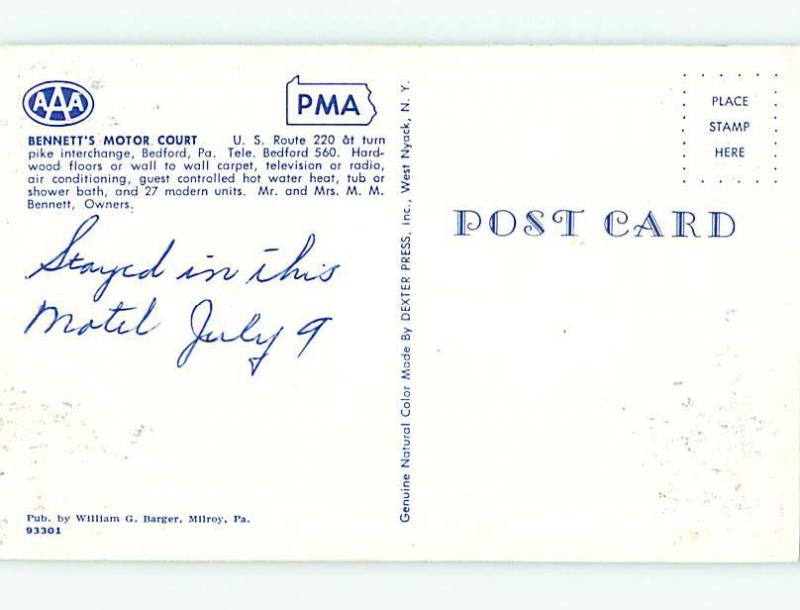 AAA
PMA
BENNETT'S MOTOR COURT U. S. Route 220 at turn
pike interchange, Bedford, Pa. Tele. Bedford 560. Hard-
wood floors or wall to wall carpet, television or radio,
air conditioning, guest controlled hot water heat, tub or
shower bath, and 27 modern units. Mr. and Mrs. M. M.
Bennett, Owners.
Stayed in this
Motel July 9
Pub. by William G. Barger, Milroy, Pa.
93301
Genuine Natural Color Made By DEXTER PRESS, Inc., West Nyack, N. Y.
PLACE
STAMP
HERE
POST CARD